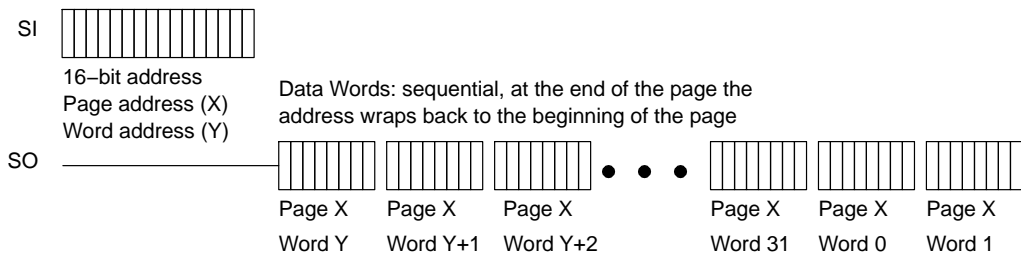 SI
16−bit address
Page address (X)
Word address (Y)
Data Words: sequential, at the end of the page the
address wraps back to the beginning of the page
SO
Page X Page X Page X Page X Page X Page X
Word Y Word Y+1 Word Y+2 Word 31 Word 0 Word 1